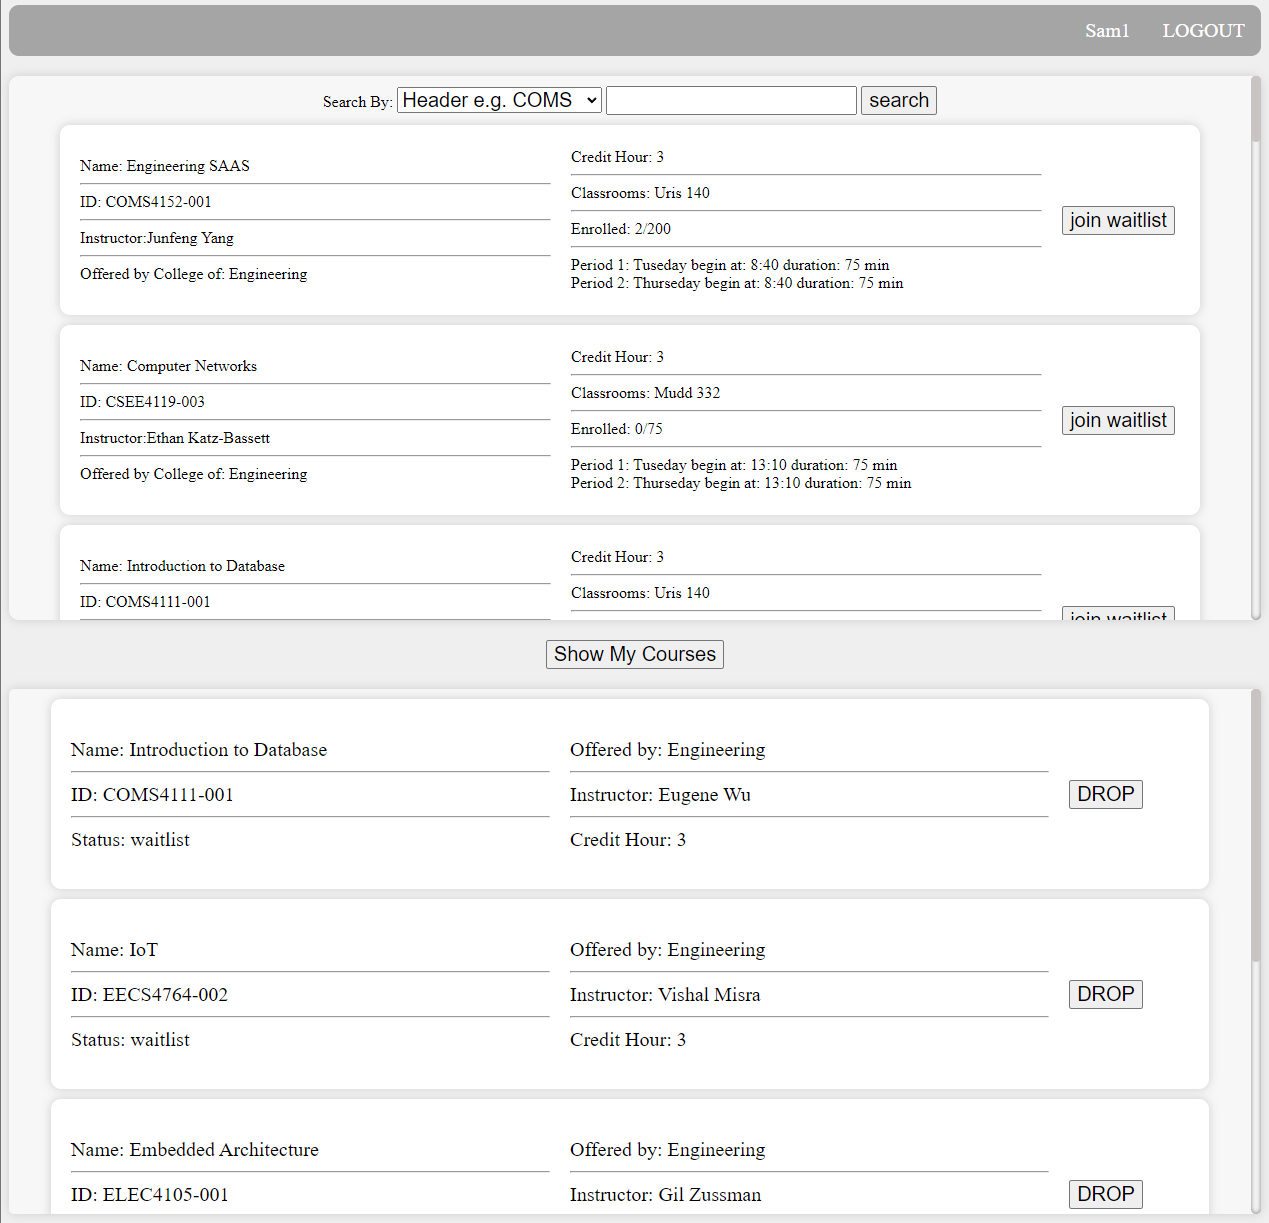 Sam1 LOGOUT
Search By: Header e.g. COMS search
Name: Engineering SAAS
ID: COMS4152-001
Instructor:Junfeng Yang
Offered by College of: Engineering
Credit Hour: 3
Classrooms: Uris 140
Enrolled: 2/200
Period 1: Tuseday begin at: 8:40 duration: 75 min
Period 2: Thurseday begin at: 8:40 duration: 75 min
join waitlist
Name: Computer Networks
ID: CSEE4119-003
Instructor:Ethan Katz-Bassett
Offered by College of: Engineering
Credit Hour: 3
Classrooms: Mudd 332
Enrolled: 0/75
Period 1: Tuseday begin at: 13:10 duration: 75 min
Period 2: Thurseday begin at: 13:10 duration: 75 min
join waitlist
Name: Introduction to Database
ID: COMS4111-001
Credit Hour: 3
Classrooms: Uris 140
join waitlist
Show My Courses
Name: Introduction to Database
ID: COMS4111-001
Status: waitlist
Offered by: Engineering
Instructor: Eugene Wu
Credit Hour: 3
DROP
Name: IoT
ID: EECS4764-002
Status: waitlist
Offered by: Engineering
Instructor: Vishal Misra
Credit Hour: 3
DROP
Name: Embedded Architecture
ID: ELEC4105-001
Offered by: Engineering
Instructor: Gil Zussman
DROP